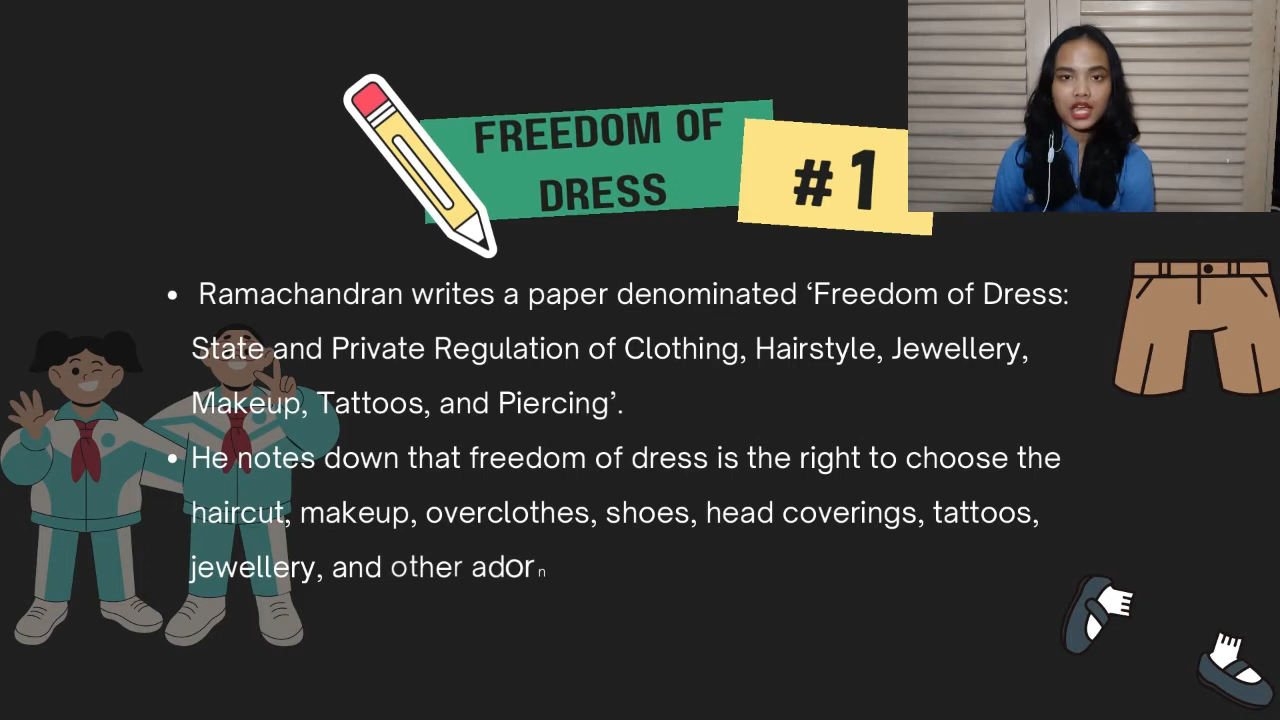 FREEDOM OF
DRESS
#1
• Ramachandran writes a paper denominated ‘Freedom of Dress:
State and Private Regulation of Clothing, Hairstyle, Jewellery,
Makeup, Tattoos, and Piercing’.
• He notes down that freedom of dress is the right to choose the
haircut, makeup, overclothes, shoes, head coverings, tattoos,
jewellery, and other adorn